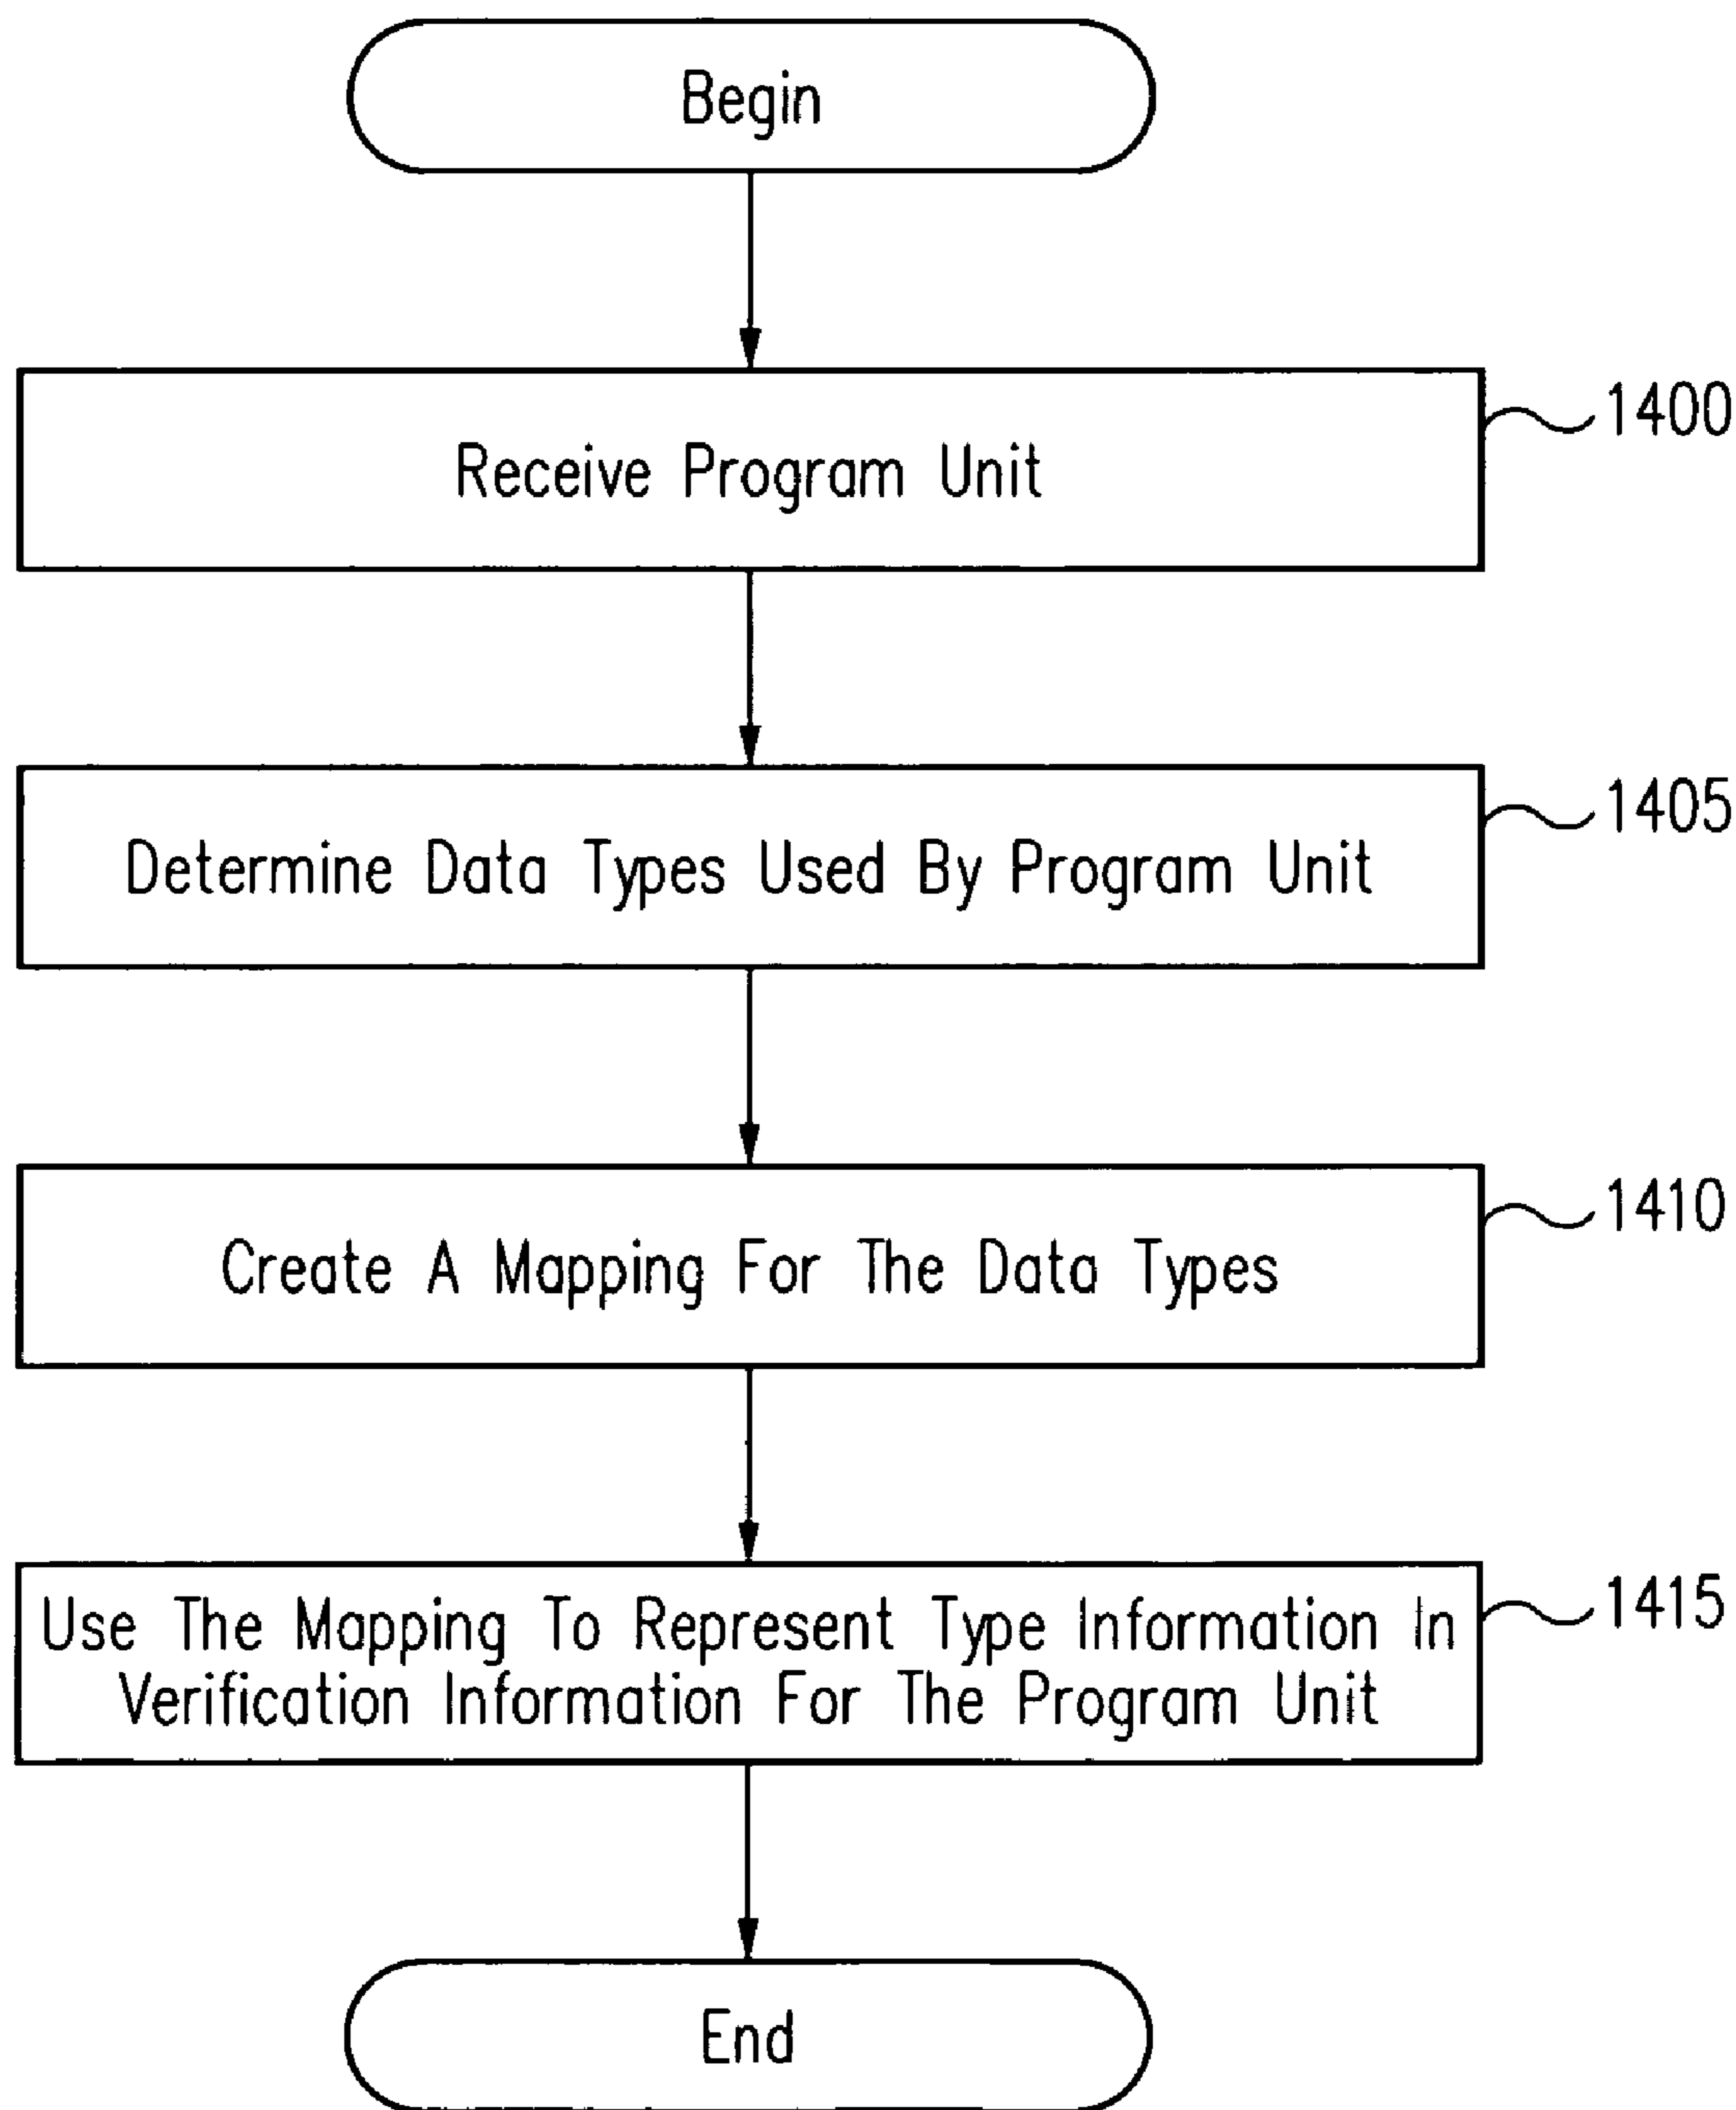 Begin
Receive Program Unit
1400
Determine Data Types Used By Program Unit
1405
Create A Mapping For The Data Types
1410
Use The Mapping To Represent Type Information In
Verification Information For The Program Unit
1415
End